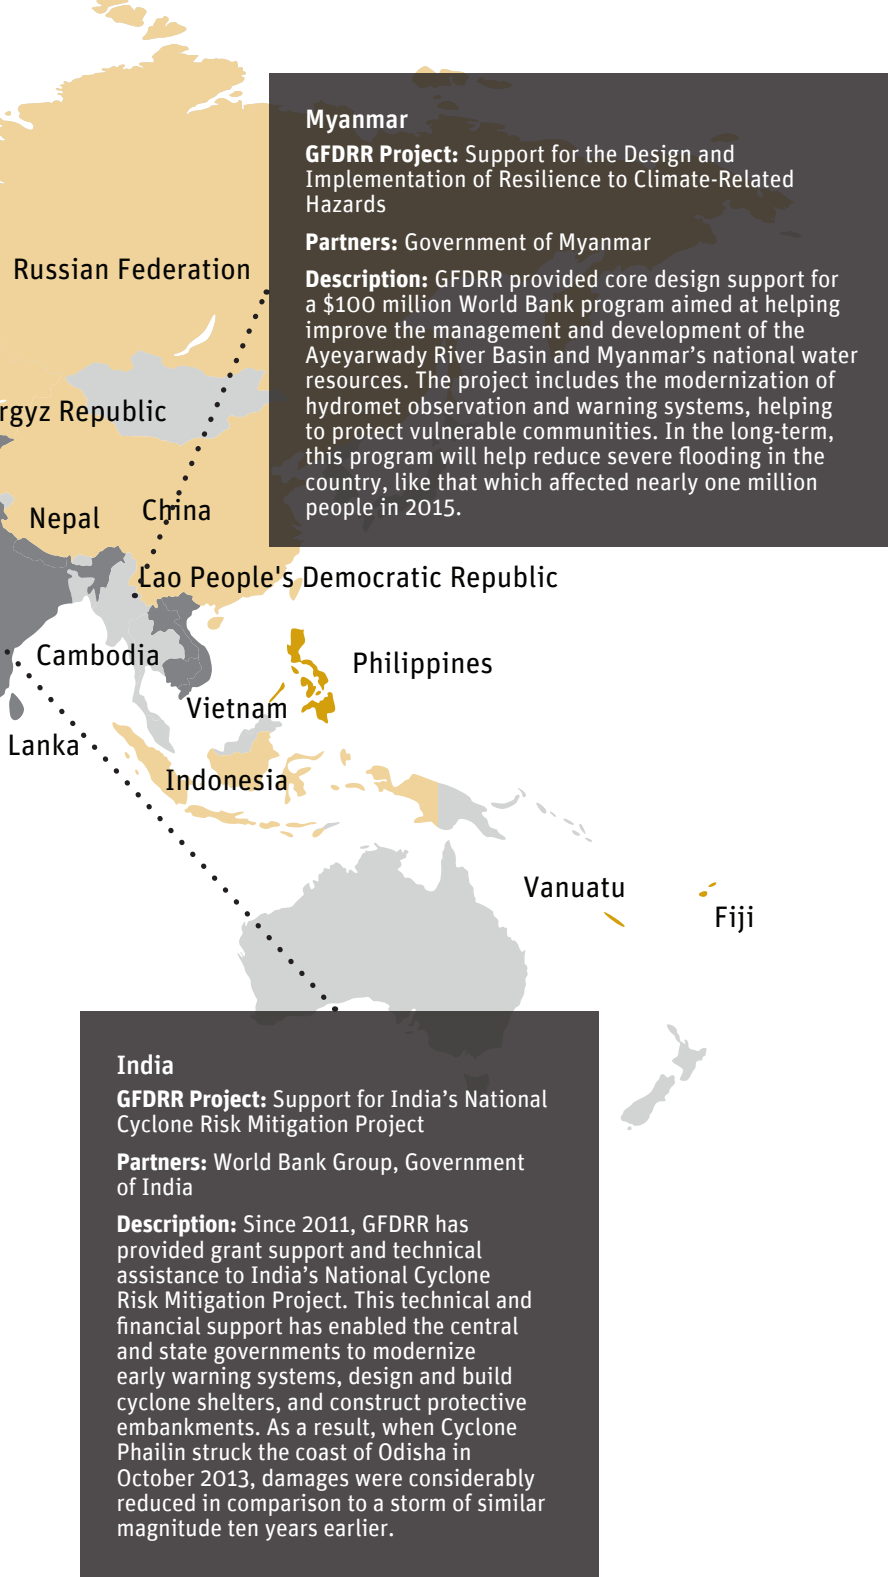 Myanmar
GFDRR Project: Support for the Design and
Implementation of Resilience to Climate-Related
Hazards
Partners: Government of Myanmar
Description: GFDRR provided core design support for
a $100 million World Bank program aimed at helping
improve the management and development of the
Ayeyarwady River Basin and Myanmar’s national water
resources. The project includes the modernization of
hydromet observation and warning systems, helping
to protect vulnerable communities. In the long-term,
this program will help reduce severe flooding in the
country, like that which affected nearly one million
people in 2015.
Russian Federation
rgyz Republic
Nepal
China
Lao People's Democratic Republic
Cambodia
Philippines
Vietnam
Lanka
Indonesia
Vanuatu
Fiji
India
GFDRR Project: Support for India’s National
Cyclone Risk Mitigation Project
Partners: World Bank Group, Government
of India
Description: Since 2011, GFDRR has
provided grant support and technical
assistance to India’s National Cyclone
Risk Mitigation Project. This technical and
financial support has enabled the central
and state governments to modernize
early warning systems, design and build
cyclone shelters, and construct protective
embankments. As a result, when Cyclone
Phailin struck the coast of Odisha in
October 2013, damages were considerably
reduced in comparison to a storm of similar
magnitude ten years earlier.